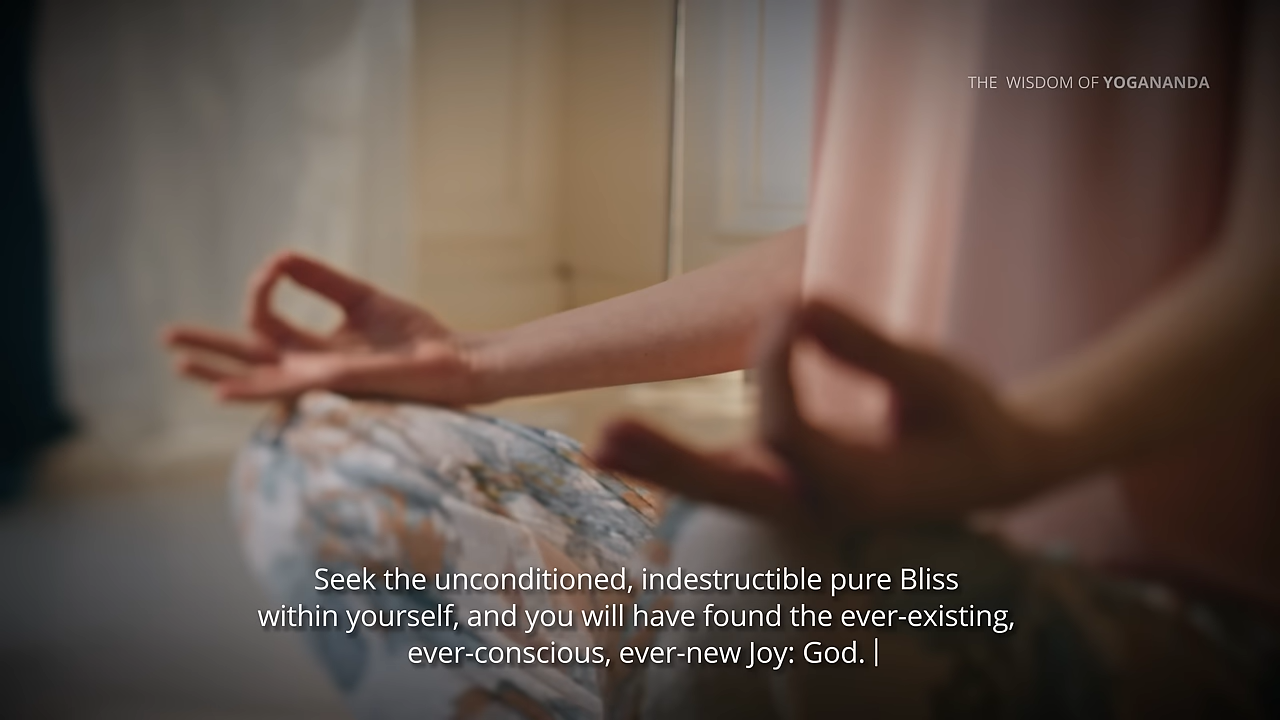 THE WISDOM OF YOGANANDA
Seek the unconditioned, indestructible pure Bliss
within yourself, and you will have found the ever-existing,
ever-conscious, ever-new Joy: God. |